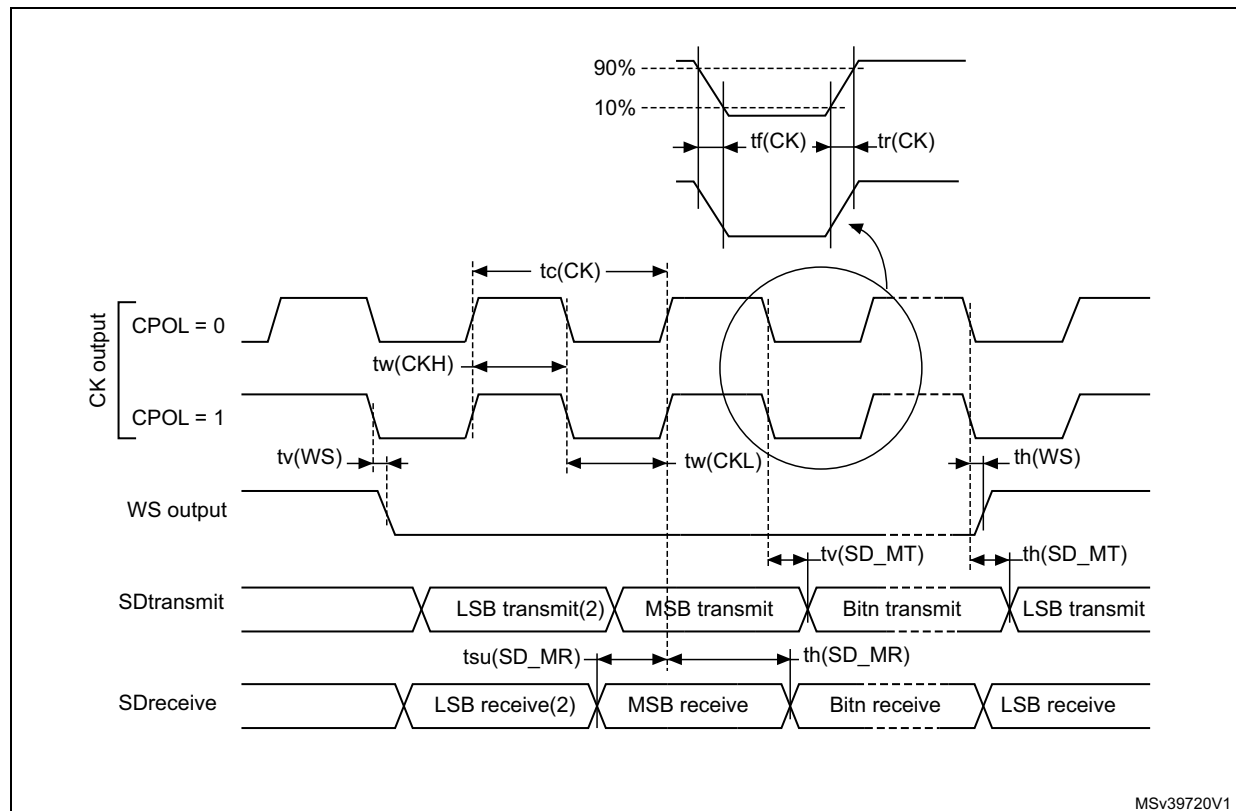 90%
10%
tf(CK)
tr(CK)
tc(CK)
CK output
CPOL = 0
tw(CKH)
CPOL = 1
tv(WS)
tw(CKL)
th(WS)
WS output
tv(SD_MT)
th(SD_MT)
SDtransmit
LSB transmit(2)
MSB transmit
Bitn transmit
LSB transmit
tsu(SD_MR)
th(SD_MR)
SDreceive
LSB receive(2)
MSB receive
Bitn receive
LSB receive
MSv39720V1